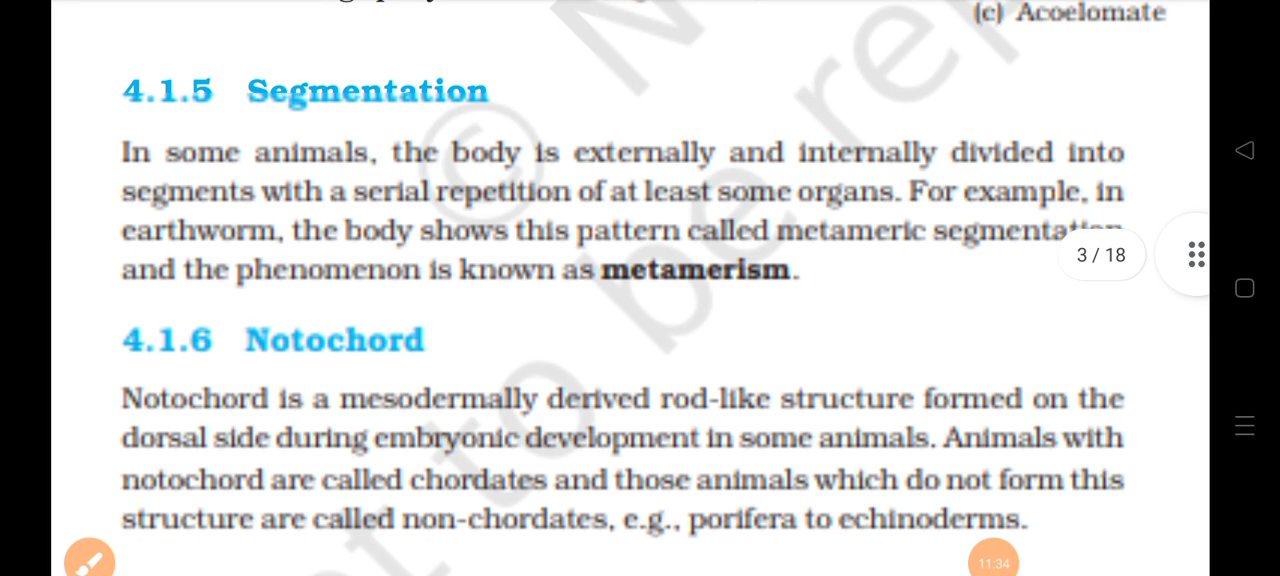 (c) Acoelomate
4.1.5 Segmentation
In some animals, the body is externally and internally divided into
segments with a serial repetition of at least some organs. For example, in
earthworm, the body shows this pattern called metameric segmentation
and the phenomenon is known as metamerism.
3 / 18
4.1.6 Notochord
Notochord is a mesodermally derived rod-like structure formed on the
dorsal side during embryonic development in some animals. Animals with
notochord are called chordates and those animals which do not form this
structure are called non-chordates, e.g., porifera to echinoderms.
11:34